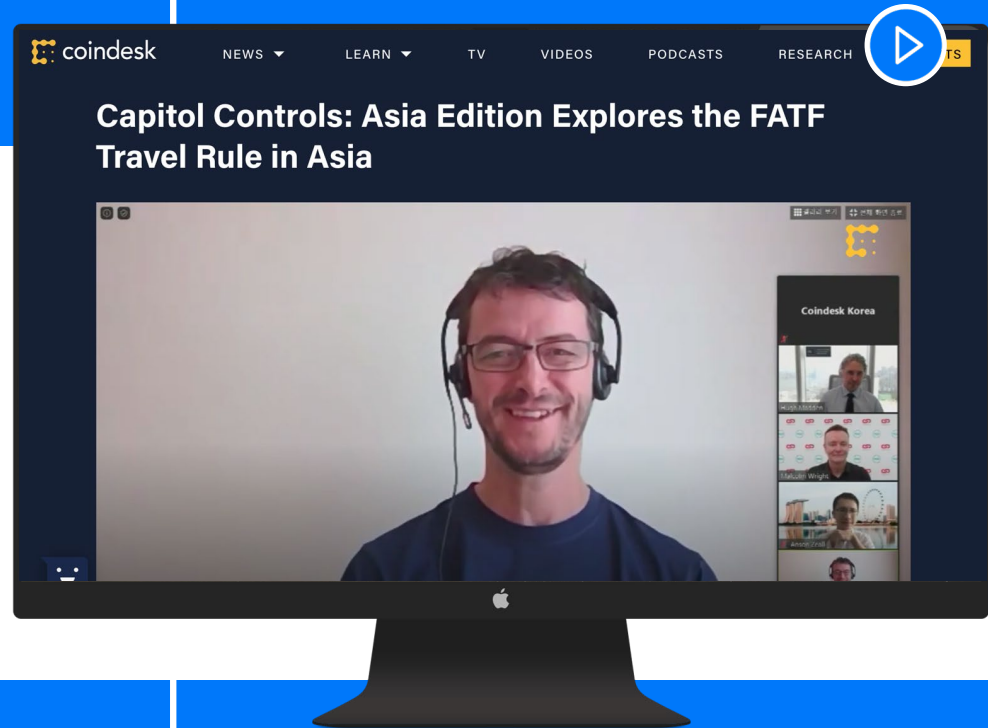 coindesk
NEWS
LEARN
TV
VIDEOS
PODCASTS
RESEARCH
TS
Capitol Controls: Asia Edition Explores the FATF
Travel Rule in Asia
Coindesk Korea
Malcolm Wright